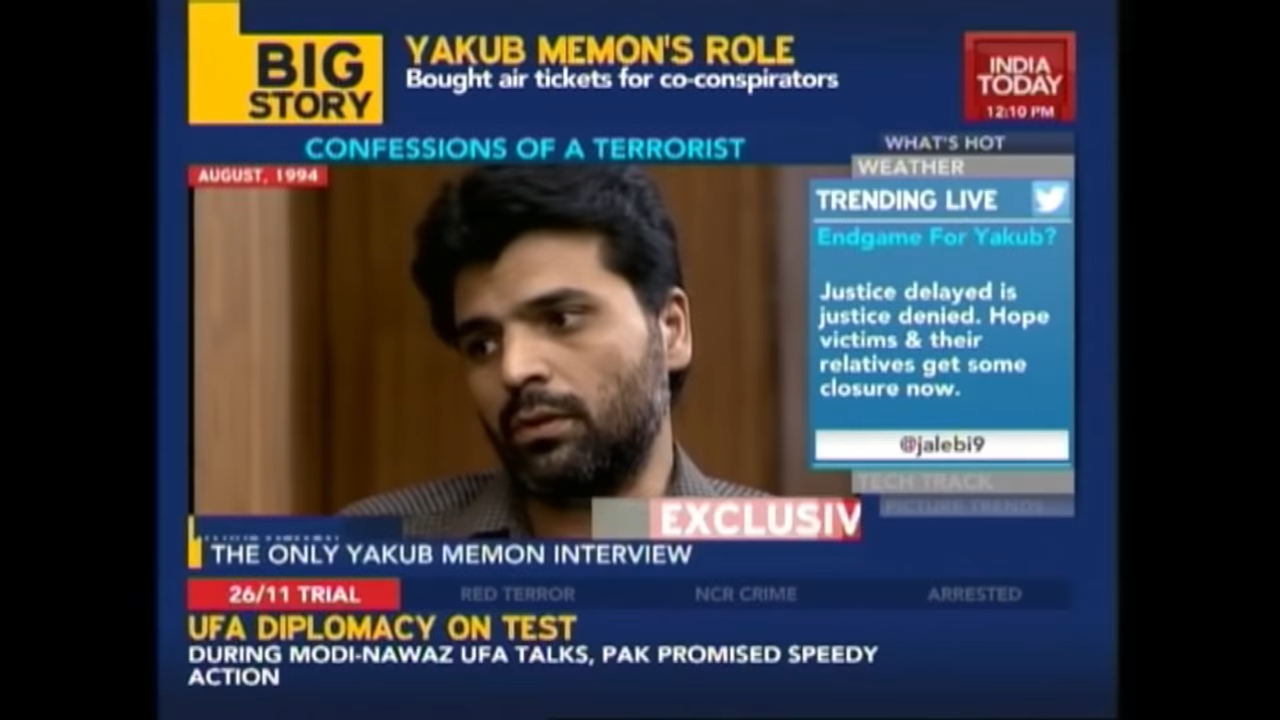 BIG
STORY
YAKUB MEMON'S ROLE
Bought air tickets for co-conspirators
INDIA
TODAY
12:10 PM
CONFESSIONS OF A TERRORIST
WHAT'S HOT
WEATHER
AUGUST, 1994
TRENDING LIVE
Endgame For Yakub?
Justice delayed is
justice denied. Hope
victims & their
relatives get some
closure now.
@jalebi9
TECH TRACK
PICTURE TRENDS
EXCLUSIV
THE ONLY YAKUB MEMON INTERVIEW
26/11 TRIAL
RED TERROR
NCR CRIME
ARRESTED
UFA DIPLOMACY ON TEST
DURING MODI-NAWAZ UFA TALKS, PAK PROMISED SPEEDY
ACTION